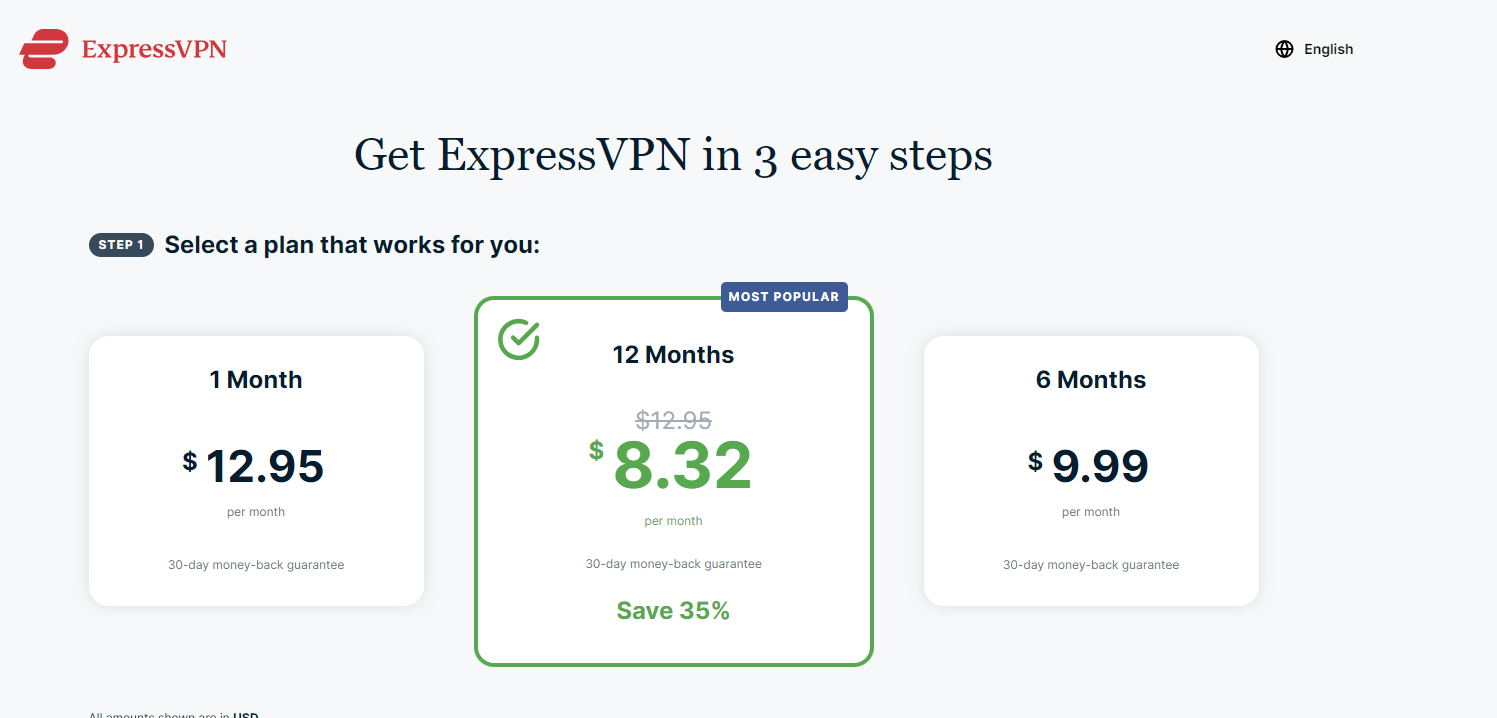 ExpressVPN
English
Get ExpressVPN in 3 easy steps
STEP 1 Select a plan that works for you:
1 Month
$ 12.95
per month
30-day money-back guarantee
MOST POPULAR
12 Months
$12.95
$ 8.32
per month
30-day money-back guarantee
Save 35%
6 Months
$ 9.99
per month
30-day money-back guarantee
All amounts shown are in USD